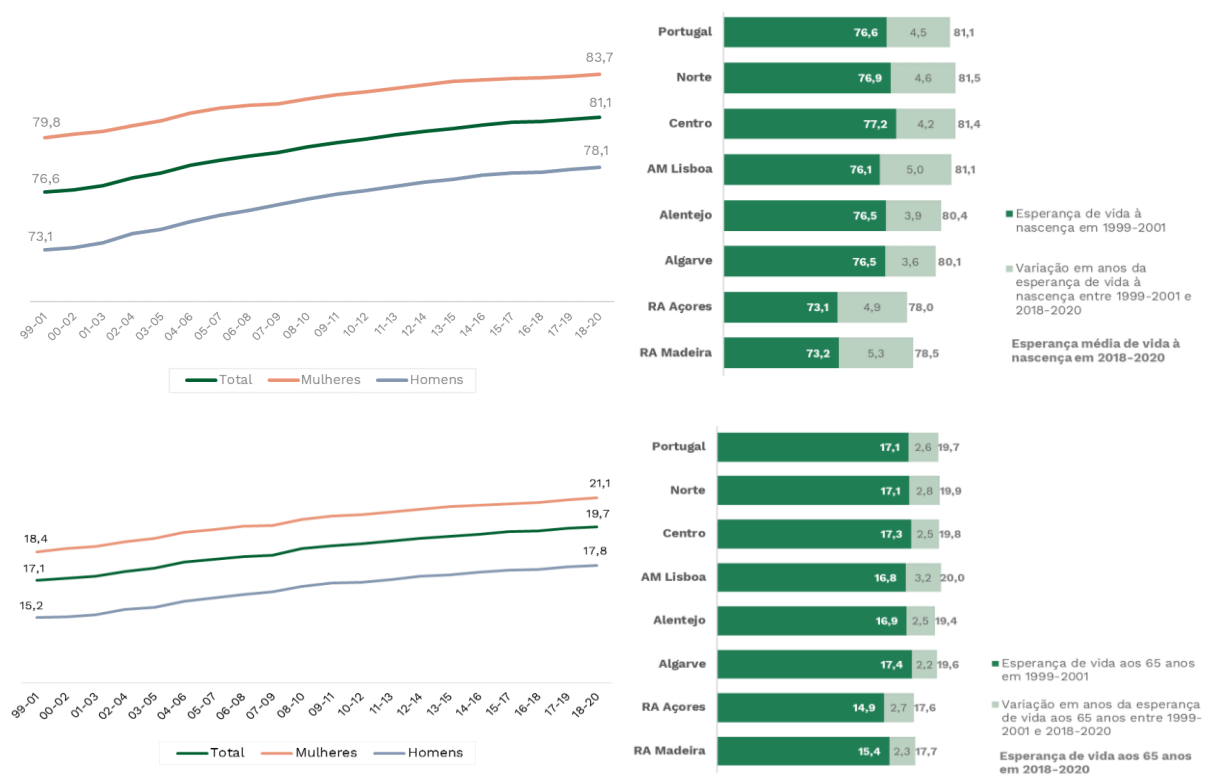 83,7
81,1
79,8
78,1
76,6
73,1
99-01 00-02 01-03 02-04 03-05 04-06 05-07 06-08 07-09 08-10 09-11 10-12 11-13 12-14 13-15 14-16 15-17 16-18 17-19 18-20
Total Mulheres Homens
Portugal 76,6 4,5 81,1
Norte 76,9 4,6 81,5
Centro 77,2 4,2 81,4
AM Lisboa 76,1 5,0 81,1
Alentejo 76,5 3,9 80,4
Algarve 76,5 3,6 80,1
RA Açores 73,1 4,9 78,0
RA Madeira 73,2 5,3 78,5
Esperança de vida à
nascença em 1999-2001
Variação em anos da
esperança de vida à
nascença entre 1999-2001 e
2018-2020
Esperança média de vida à
nascença em 2018-2020
21,1
19,7
18,4
17,8
17,1
15,2
99-01 00-02 01-03 02-04 03-05 04-06 05-07 06-08 07-09 08-10 09-11 10-12 11-13 12-14 13-15 14-16 15-17 16-18 17-19 18-20
Total Mulheres Homens
Portugal 17,1 2,6 19,7
Norte 17,1 2,8 19,9
Centro 17,3 2,5 19,8
AM Lisboa 16,8 3,2 20,0
Alentejo 16,9 2,5 19,4
Algarve 17,4 2,2 19,6
RA Açores 14,9 2,7 17,6
RA Madeira 15,4 2,3 17,7
Esperança de vida aos 65 anos
em 1999-2001
Variação em anos da esperança
de vida aos 65 anos entre 1999-
2001 e 2018-2020
Esperança de vida aos 65 anos
em 2018-2020